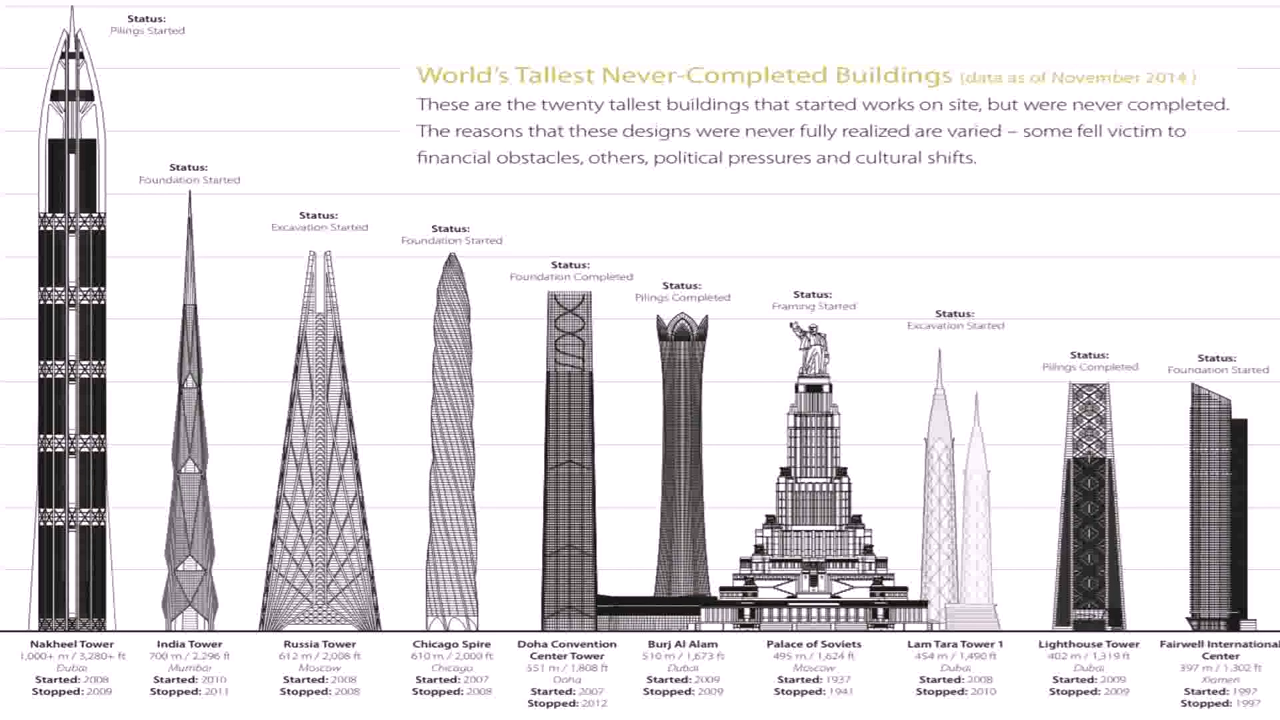 World's Tallest Never-Completed Buildings (data as of November 2014)
These are the twenty tallest buildings that started works on site, but were never completed.
The reasons that these designs were never fully realized are varied – some fell victim to
financial obstacles, others, political pressures and cultural shifts.
Status:
Pilings Started
Status:
Foundation Started
Status:
Excavation Started
Status:
Foundation Started
Status:
Foundation Completed
Status:
Pilings Completed
Status:
Framing Started
Status:
Excavation Started
Status:
Pilings Completed
Status:
Foundation Started
Nakheel Tower
1,000+ m / 3,280+ ft
Dubai
Started: 2008
Stopped: 2009
India Tower
700 m / 2,296 ft
Mumbai
Started: 2010
Stopped: 2011
Russia Tower
612 m / 2,008 ft
Moscow
Started: 2008
Stopped: 2008
Chicago Spire
610 m / 2,000 ft
Chicago
Started: 2007
Stopped: 2008
Doha Convention
Center Tower
551 m / 1,808 ft
Doha
Started: 2007
Stopped: 2012
Burj Al Alam
510 m / 1,673 ft
Dubai
Started: 2009
Stopped: 2009
Palace of Soviets
495 m / 1,624 ft
Moscow
Started: 1937
Stopped: 1941
Lam Tara Tower 1
454 m / 1,490 ft
Dubai
Started: 2008
Stopped: 2010
Lighthouse Tower
402 m / 1,319 ft
Dubai
Started: 2009
Stopped: 2009
Fairwell International
Center
397 m / 1,302 ft
Xiamen
Started: 1997
Stopped: 1997